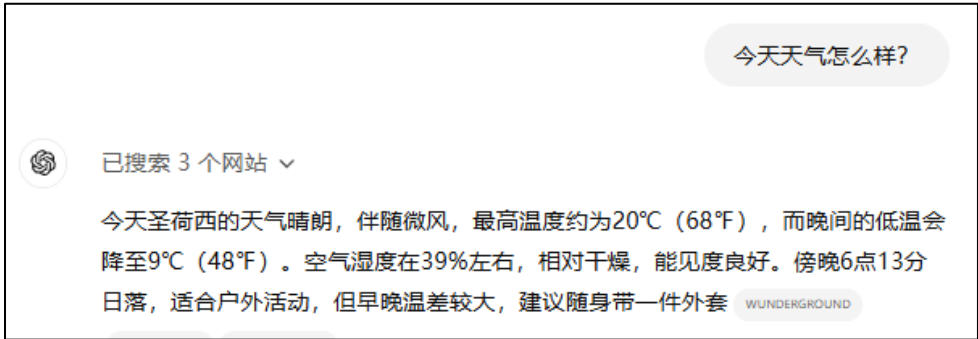 今天天气怎么样?
已搜索 3 个网站
今天圣荷西的天气晴朗，伴随微风，最高温度约为20℃（68℉），而晚间的低温会
降至9℃（48℉）。空气湿度在39%左右，相对干燥，能见度良好。傍晚6点13分
日落，适合户外活动，但早晚温差较大，建议随身带一件外套 WUNDERGROUND